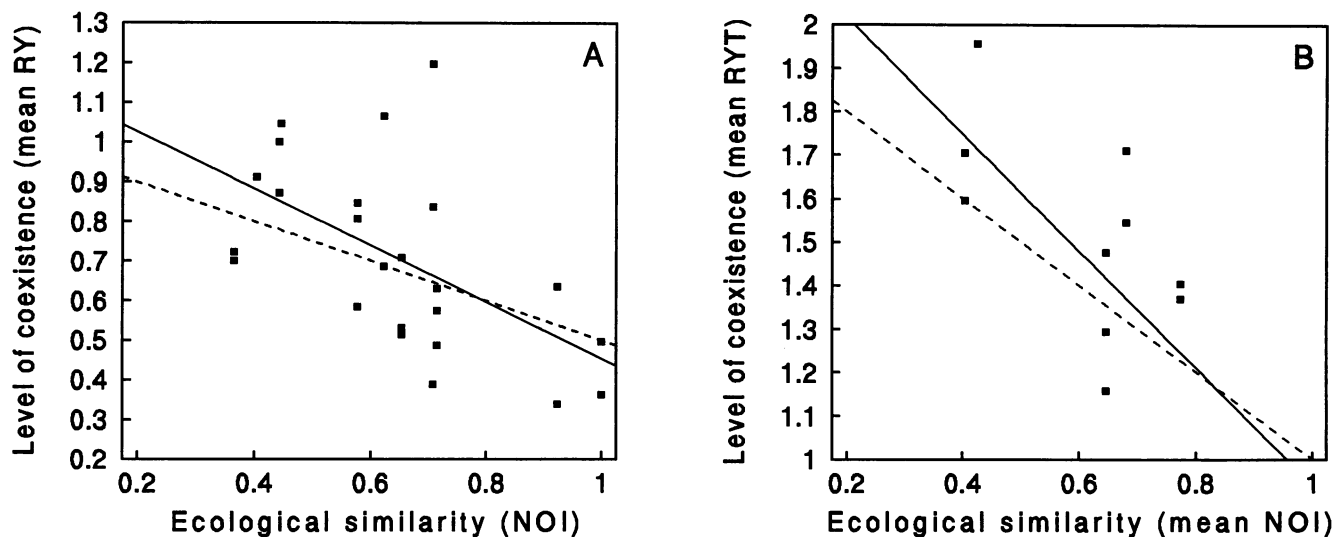 A
Level of coexistence (mean RY)
1.3
1.2
1.1
1
0.9
0.8
0.7
0.6
0.5
0.4
0.3
0.2
0.2 0.4 0.6 0.8 1
Ecological similarity (NOI)
B
Level of coexistence (mean RYT)
2
1.9
1.8
1.7
1.6
1.5
1.4
1.3
1.2
1.1
1
0.2 0.4 0.6 0.8 1
Ecological similarity (mean NOI)